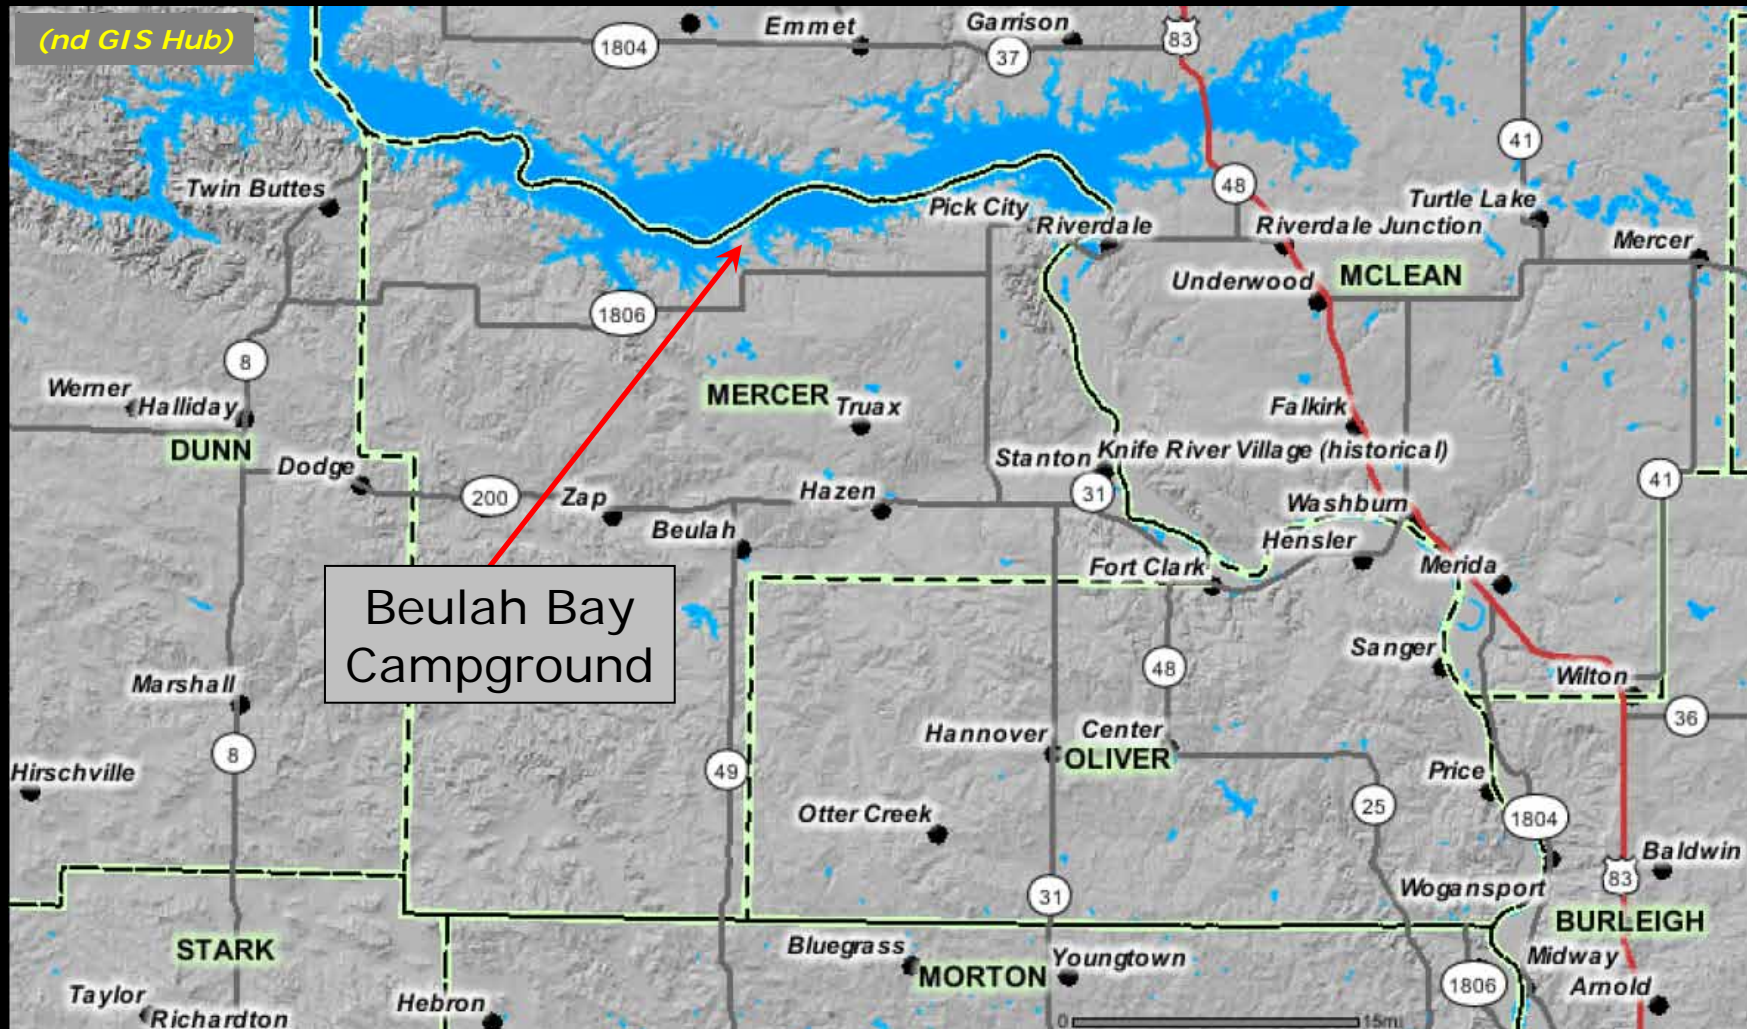 (nd GIS Hub)
Emmet
Garrison
1804
37
83
41
Twin Buttes
48
Pick City
Turtle Lake
Riverdale
Riverdale Junction
Mercer
Underwood
MCLEAN
1806
8
Werner
Halliday
MERCER
Truax
Falkirk
DUNN
Dodge
Stanton
Knife River Village (historical)
200
Zap
Hazen
31
41
Washburn
Beulah
Hensler
Fort Clark
Merida
Beulah Bay
Campground
Sanger
48
Marshall
Wilton
36
Hannover
Center
OLIVER
8
49
Hirschville
Price
25
Otter Creek
1804
Baldwin
83
Wogansport
31
BURLEIGH
STARK
Bluegrass
MORTON
Youngtown
Midway
1806
Arnold
Taylor
Richardton
Hebron
0
15mi